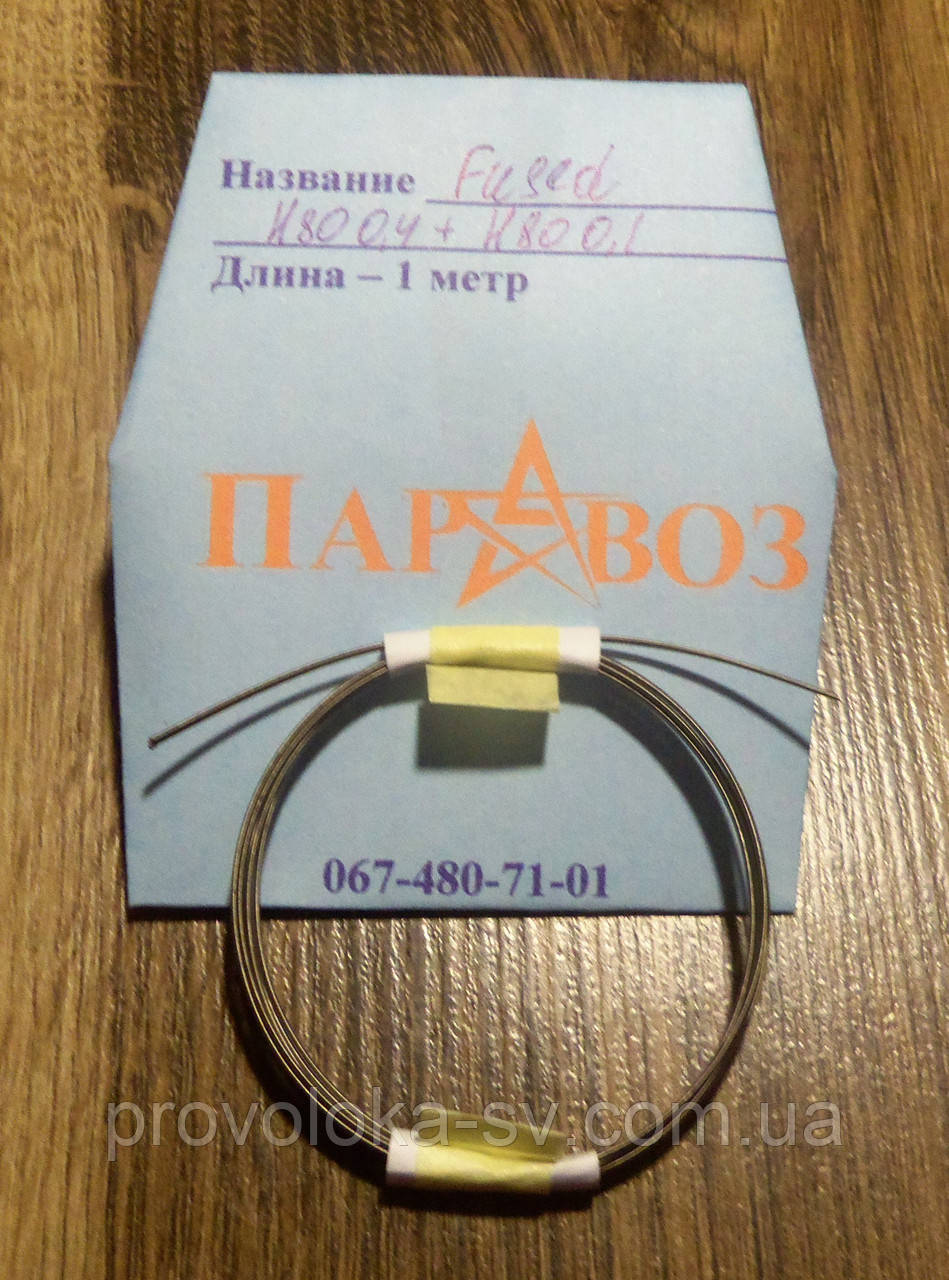 Название Fused
Н80 0,4 + Н80 0,1
Длина – 1 метр
ПАРАВОЗ
067-480-71-01
provoloka-sv.com.ua